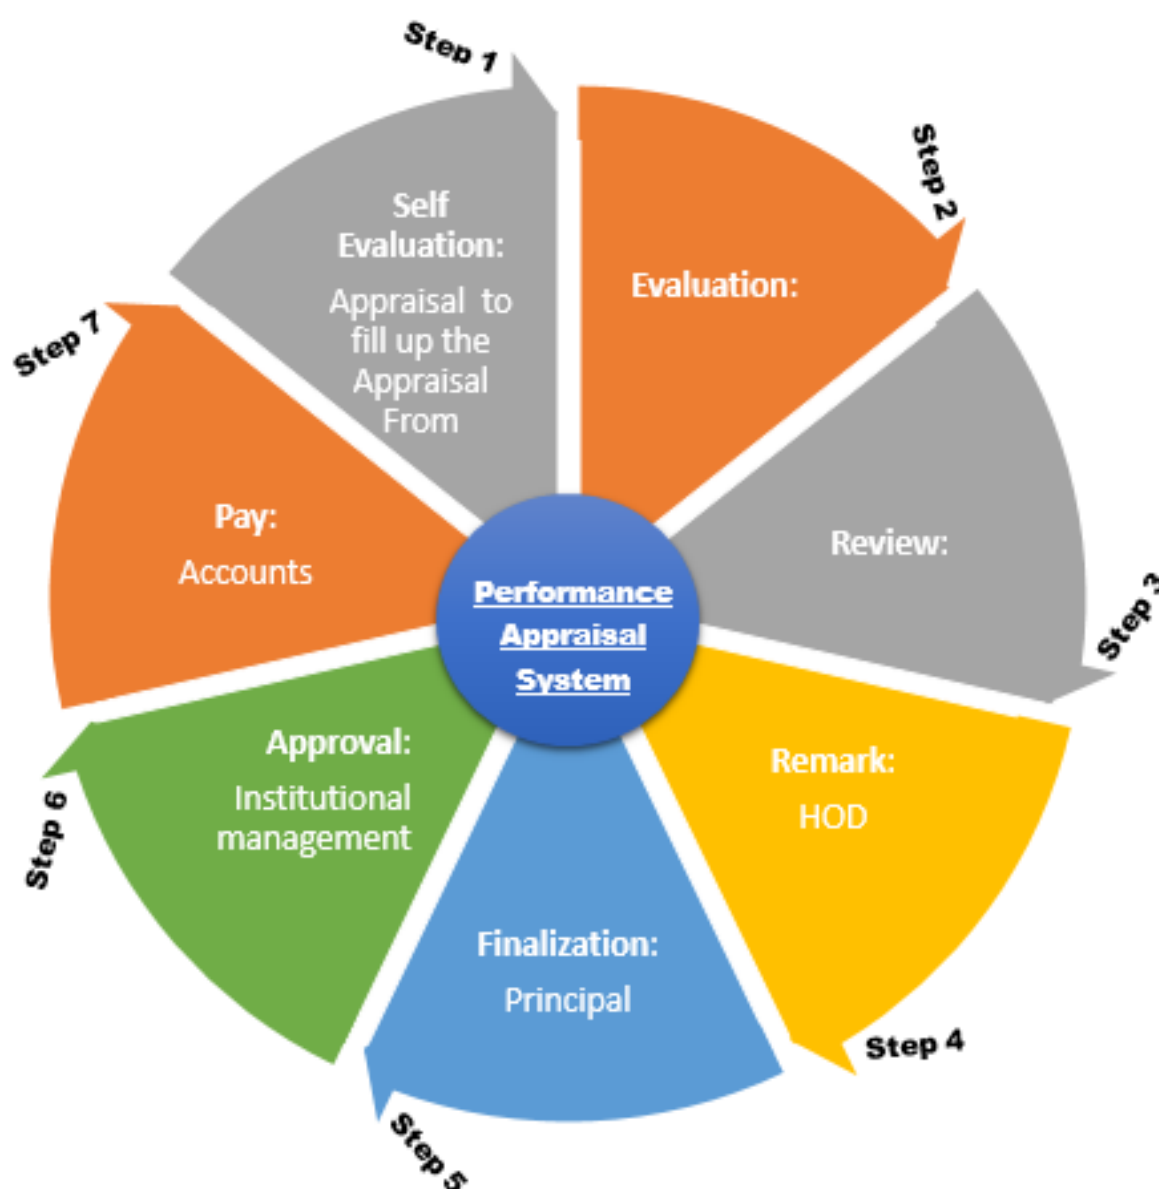 Step 1
Self
Evaluation:
Appraisal to
fill up the
Appraisal
From
Step 2
Evaluation:
Step 3
Review:
Step 4
Remark:
HOD
Step 5
Finalization:
Principal
Step 6
Approval:
Institutional
management
Step 7
Pay:
Accounts
Performance
Appraisal
System